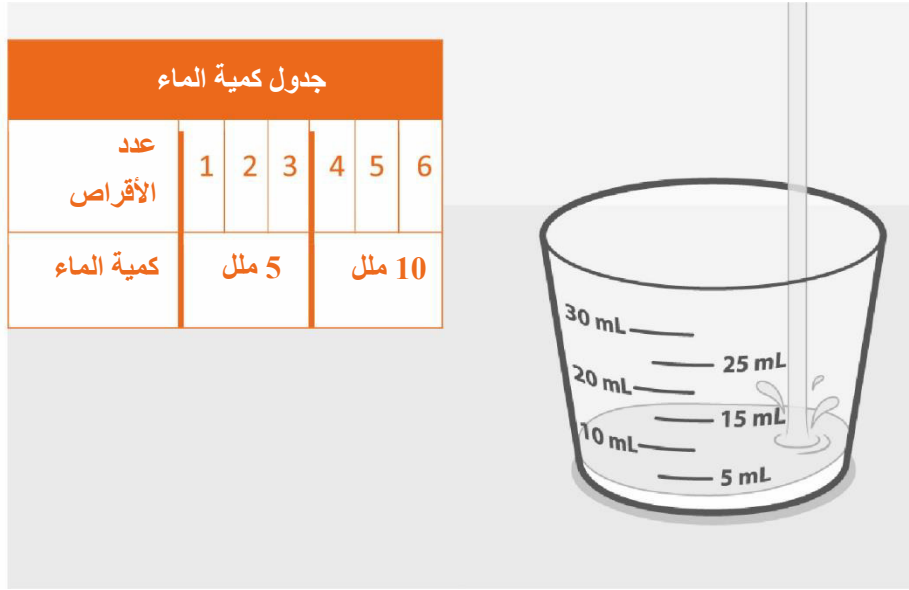 جدول كمية الماء
عدد
الأقراص
1 2 3 4 5 6
كمية الماء
5 ملل
10 ملل
30 mL
25 mL
20 mL
15 mL
10 mL
5 mL